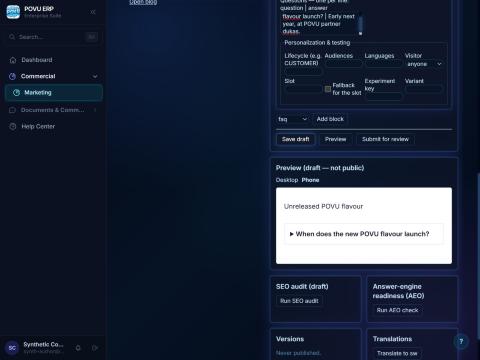 POVU ERP
Enterprise Suite
Search...
Dashboard
Commercial
Marketing
Documents & Comm...
Help Center
Synthetic Co...
SC
Open blog
question | answer
flavour launch? | Early next
year, at POVU partner
dukas.
Personalization & testing
Lifecycle (e.g. CUSTOMER)
Audiences
Languages
Visitor
anyone
Slot
Fallback for the slot
Experiment key
Variant
faq
Add block
Save draft
Preview
Submit for review
Preview (draft — not public)
Desktop Phone
Unreleased POVU flavour
▶ When does the new POVU flavour launch?
SEO audit (draft)
Run SEO audit
Answer-engine
readiness (AEO)
Run AEO check
Versions
Never published.
Translations
Translate to sw
?